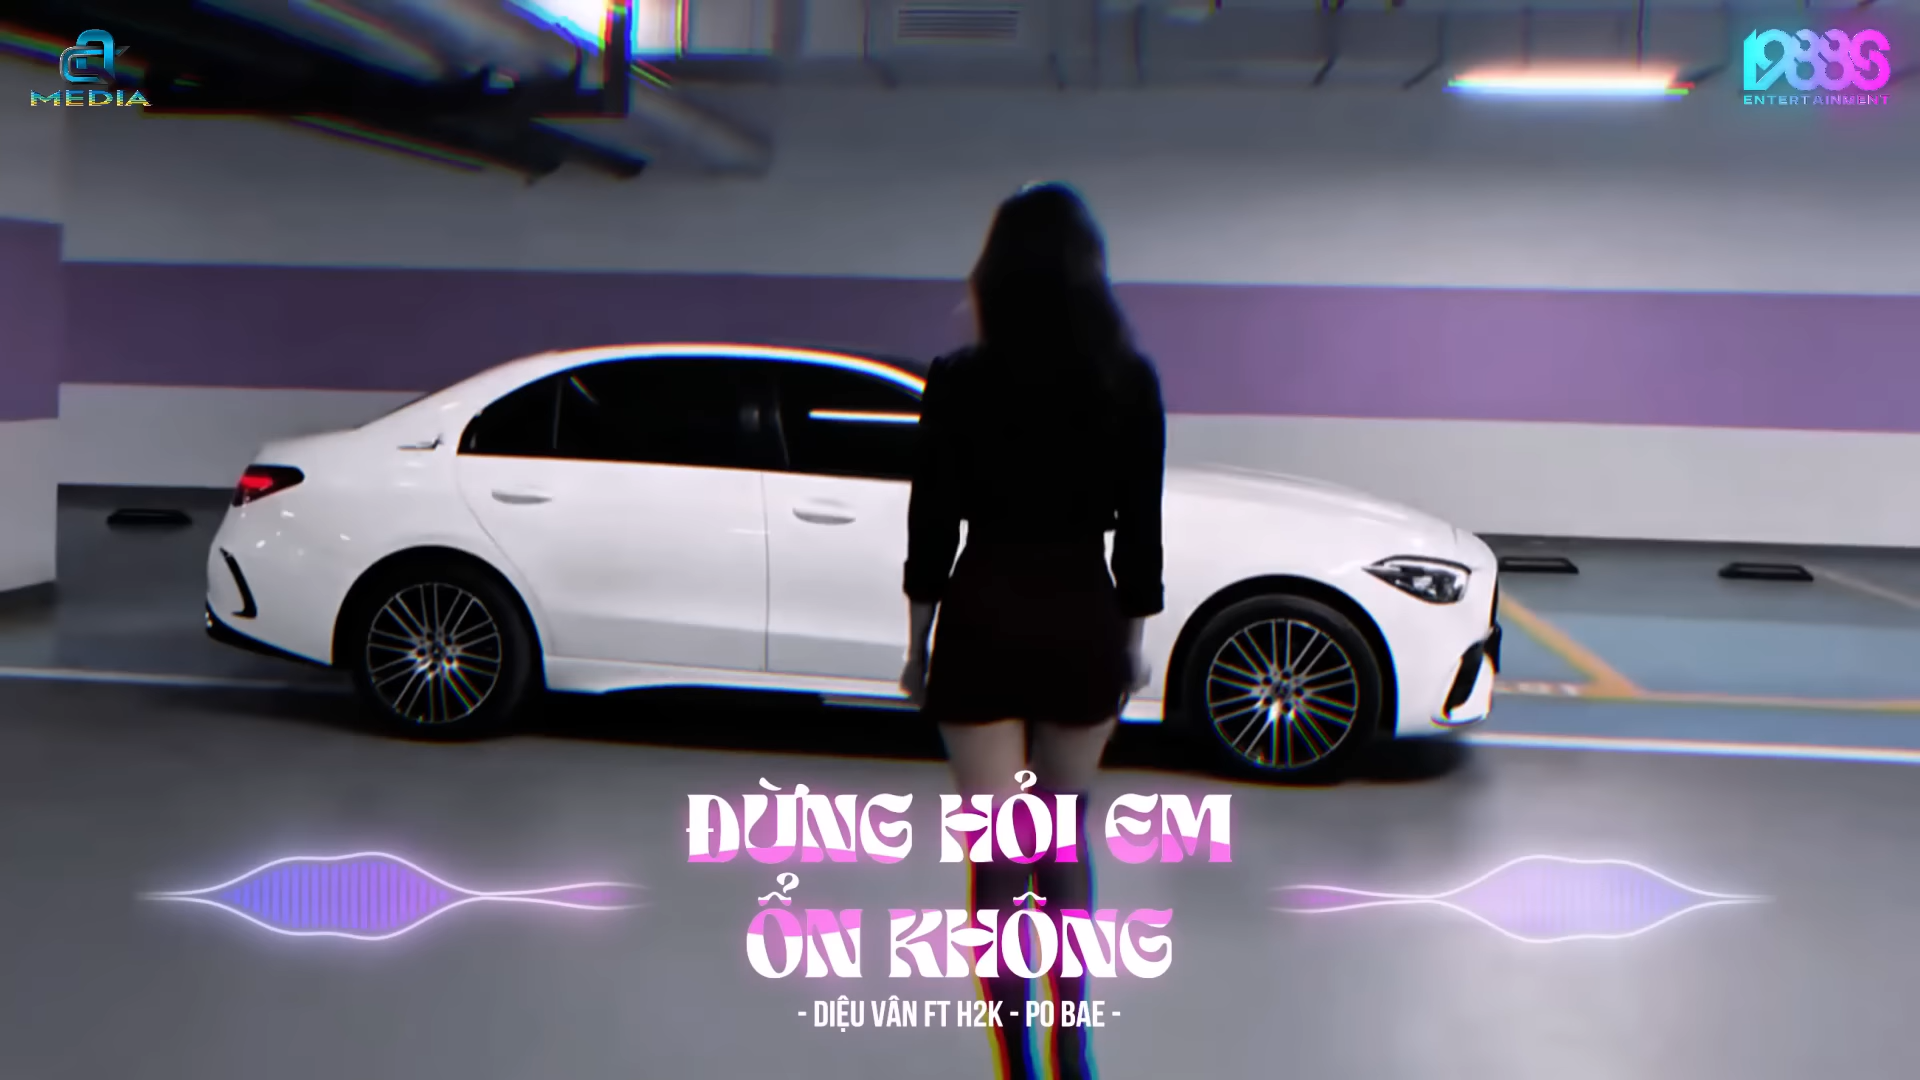 MEDIA
1988S
ENTERTAINMENT
ĐỪNG HỎI EM
ỔN KHÔNG
- DIỆU VÂN FT H2K - PO BAE -